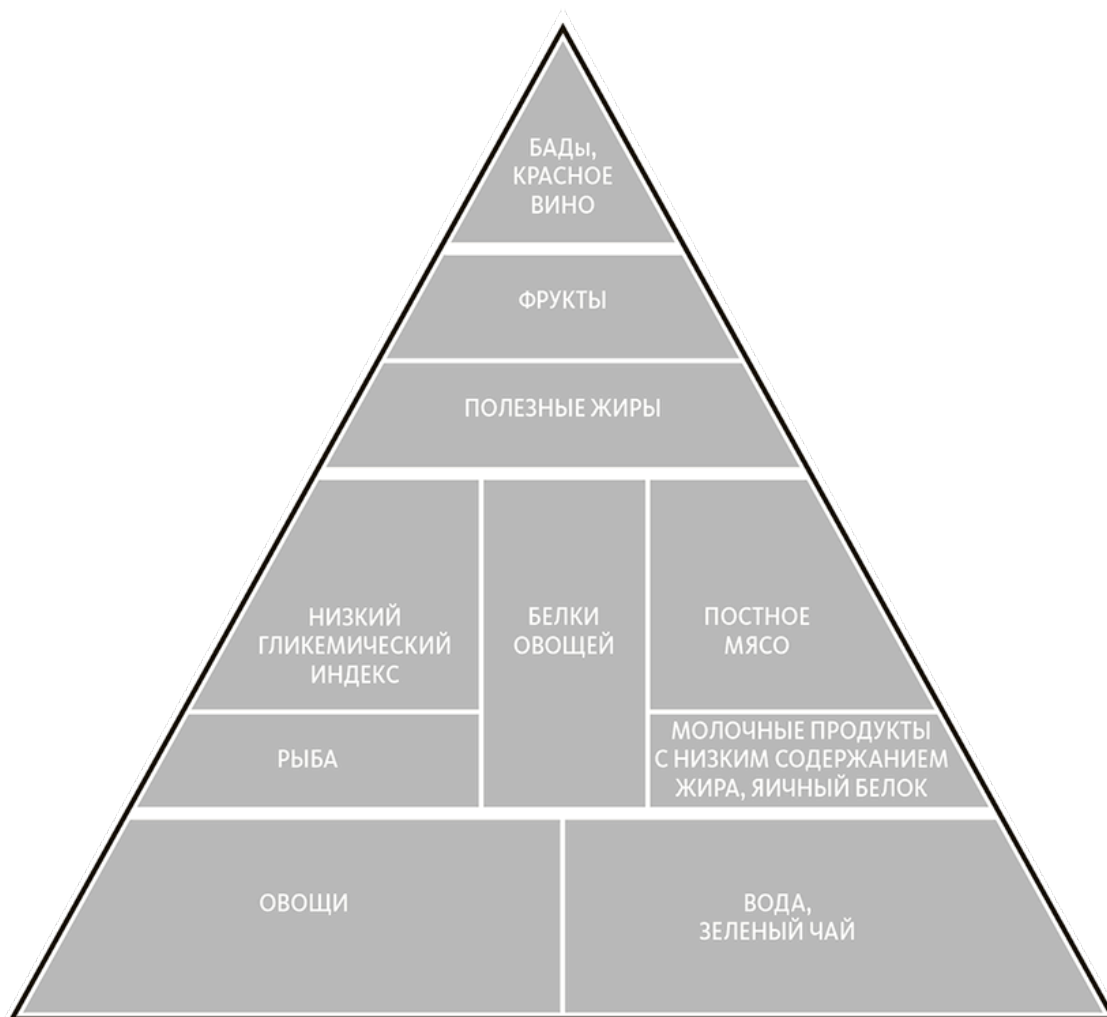 БАДы,
КРАСНОЕ
ВИНО
ФРУКТЫ
ПОЛЕЗНЫЕ ЖИРЫ
НИЗКИЙ
ГЛИКЕМИЧЕСКИЙ
ИНДЕКС
БЕЛКИ
ОВОЩЕЙ
ПОСТНОЕ
МЯСО
РЫБА
МОЛОЧНЫЕ ПРОДУКТЫ
С НИЗКИМ СОДЕРЖАНИЕМ
ЖИРА, ЯИЧНЫЙ БЕЛОК
ОВОЩИ
ВОДА,
ЗЕЛЕНЫЙ ЧАЙ